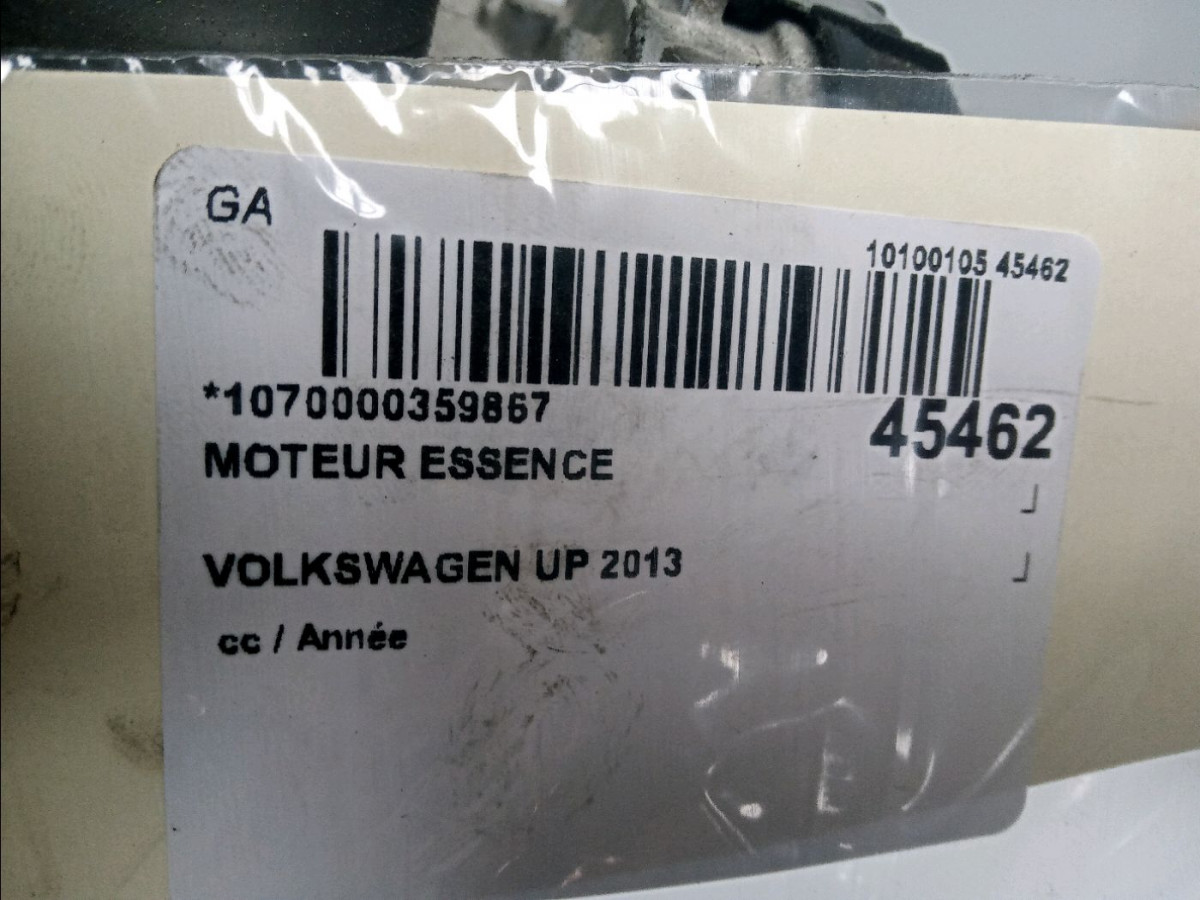 GA
10100105 45462
*1070000359867
45462
MOTEUR ESSENCE
VOLKSWAGEN UP 2013
cc / Année